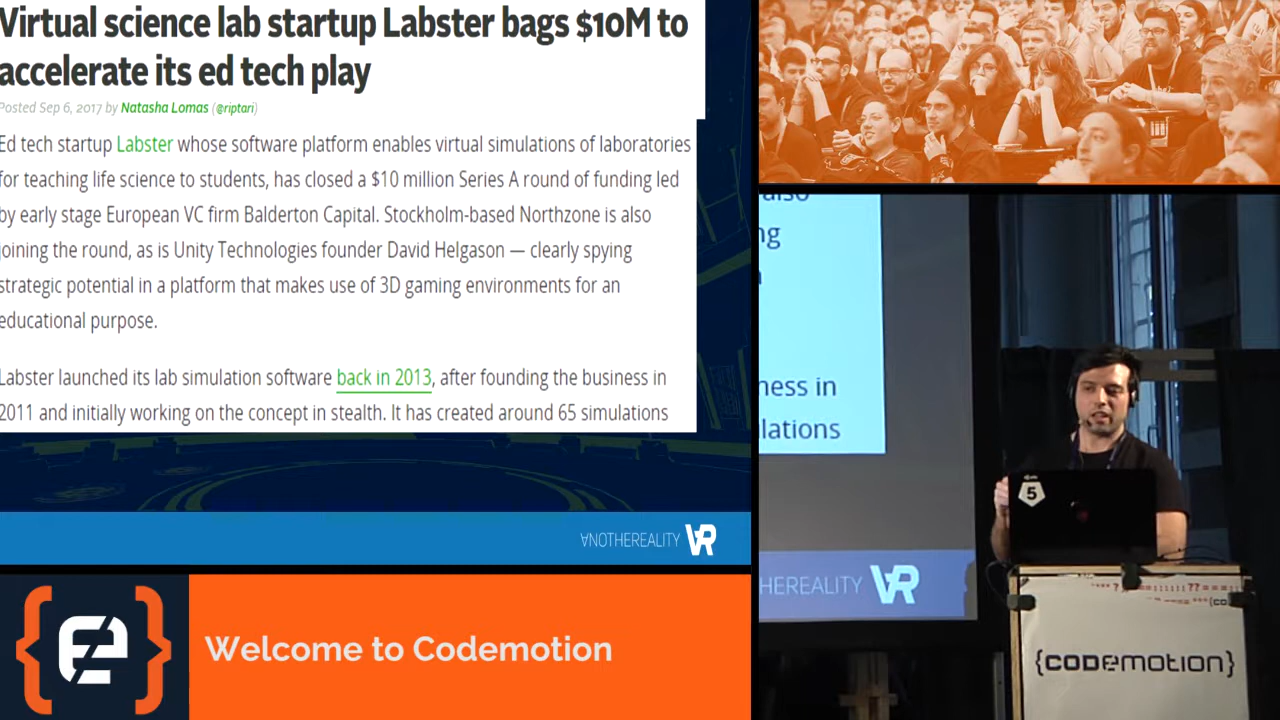 Virtual science lab startup Labster bags $10M to
accelerate its ed tech play
Posted Sep 6, 2017 by Natasha Lomas (@riptari)
Ed tech startup Labster whose software platform enables virtual simulations of laboratories
for teaching life science to students, has closed a $10 million Series A round of funding led
by early stage European VC firm Balderton Capital. Stockholm-based Northzone is also
joining the round, as is Unity Technologies founder David Helgason — clearly spying
strategic potential in a platform that makes use of 3D gaming environments for an
educational purpose.
Labster launched its lab simulation software back in 2013, after founding the business in
2011 and initially working on the concept in stealth. It has created around 65 simulations
∀NOTHEREALITY VR
Welcome to Codemotion
also
ng
ness in
lations
HEREALITY VR
5
{CODEMOTION}